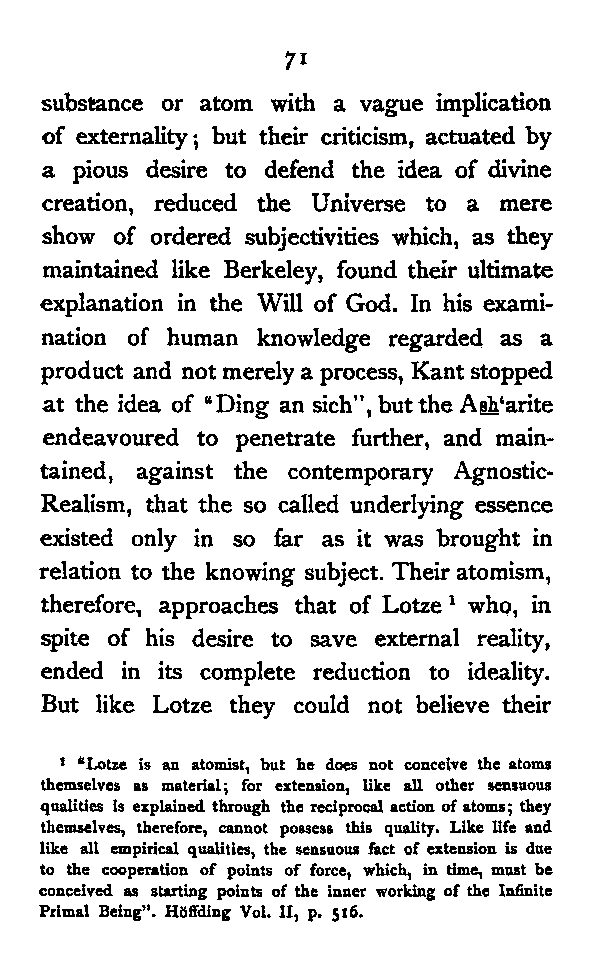 71
substance or atom with a vague implication
of externality; but their criticism, actuated by
a pious desire to defend the idea of divine
creation, reduced the Universe to a mere
show of ordered subjectivities which, as they
maintained like Berkeley, found their ultimate
explanation in the Will of God. In his exami-
nation of human knowledge regarded as a
product and not merely a process, Kant stopped
at the idea of “Ding an sich”, but the Ash‘arite
endeavoured to penetrate further, and main-
tained, against the contemporary Agnostic-
Realism, that the so called underlying essence
existed only in so far as it was brought in
relation to the knowing subject. Their atomism,
therefore, approaches that of Lotze ¹ who, in
spite of his desire to save external reality,
ended in its complete reduction to ideality.
But like Lotze they could not believe their
¹ “Lotze is an atomist, but he does not conceive the atoms
themselves as material; for extension, like all other sensuous
qualities is explained through the reciprocal action of atoms; they
themselves, therefore, cannot possess this quality. Like life and
like all empirical qualities, the sensuous fact of extension is due
to the cooperation of points of force, which, in time, must be
conceived as starting points of the inner working of the Infinite
Primal Being”. Höffding Vol. II, p. 516.